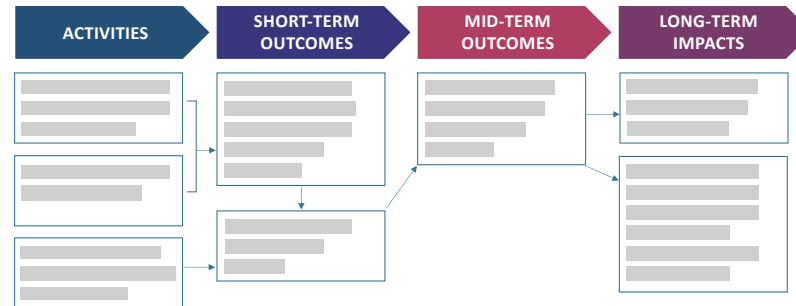 ACTIVITIES
SHORT-TERM
OUTCOMES
MID-TERM
OUTCOMES
LONG-TERM
IMPACTS